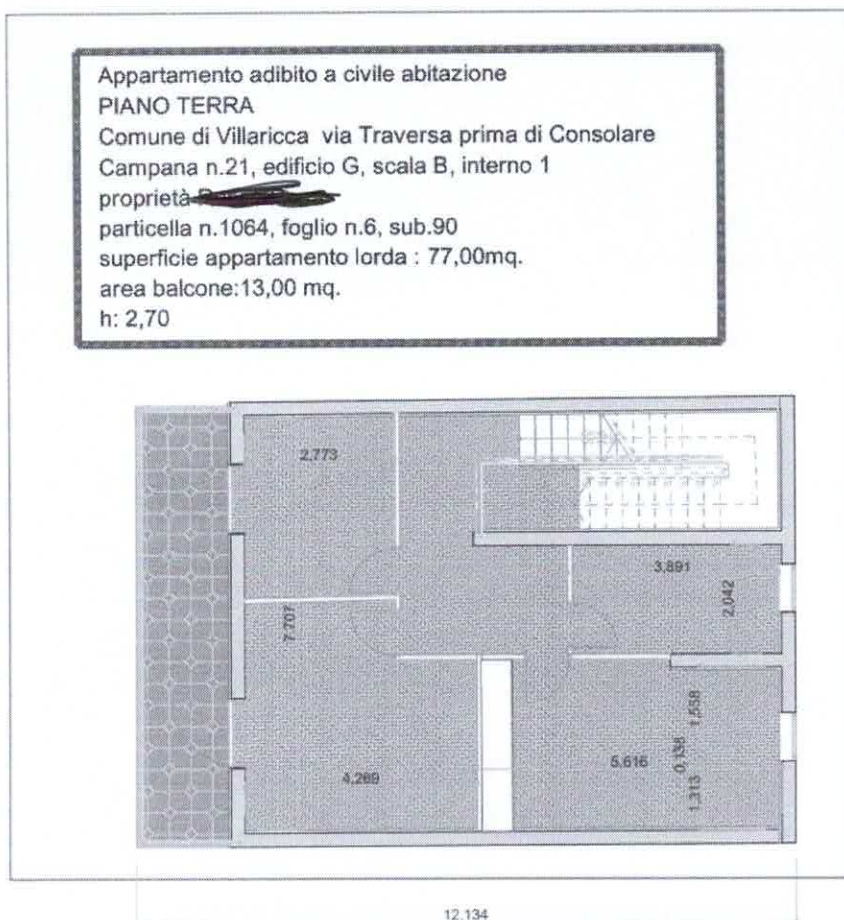 Appartamento adibito a civile abitazione
PIANO TERRA
Comune di Villaricca via Traversa prima di Consolare
Campana n.21, edificio G, scala B, interno 1
proprietà
particella n.1064, foglio n.6, sub.90
superficie appartamento lorda : 77,00mq.
area balcone:13,00 mq.
h: 2,70
2,773
3,891
2,042
7,707
1,558
0,138
5,616
1,313
4,269
12,134